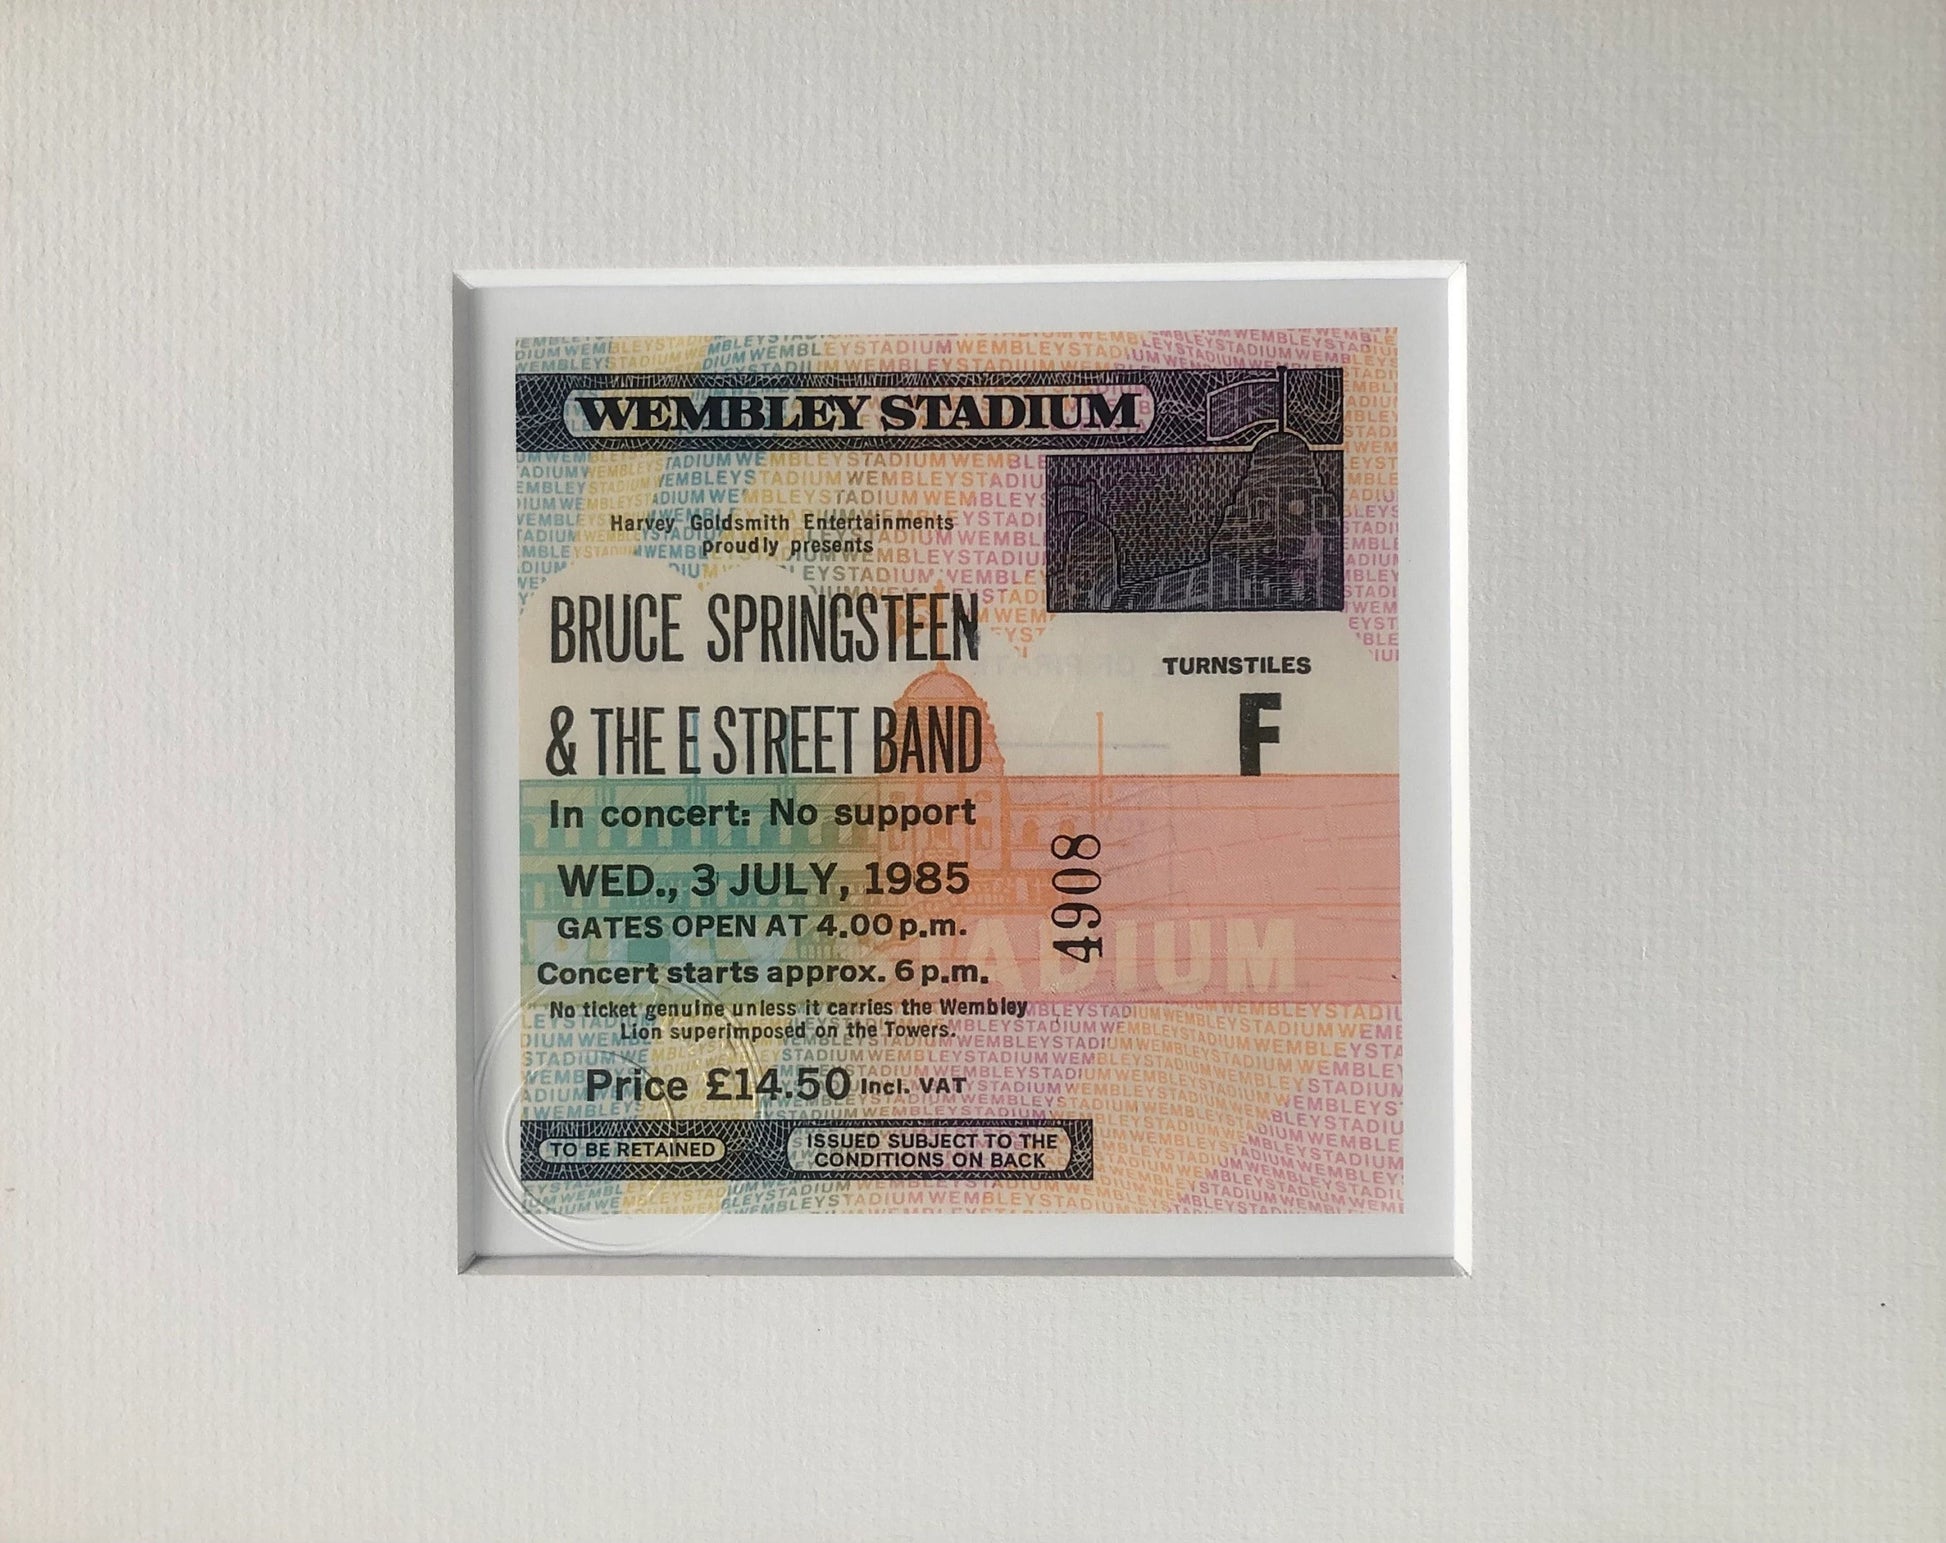 WEMBLEY STADIUM
Harvey Goldsmith Entertainments
proudly presents
BRUCE SPRINGSTEEN
& THE E STREET BAND
TURNSTILES
F
In concert: No support
WED., 3 JULY, 1985
GATES OPEN AT 4.00 p.m.
Concert starts approx. 6 p.m.
4908
STADIUM
No ticket genuine unless it carries the Wembley
Lion superimposed on the Towers.
Price £14.50 Incl. VAT
TO BE RETAINED
ISSUED SUBJECT TO THE
CONDITIONS ON BACK